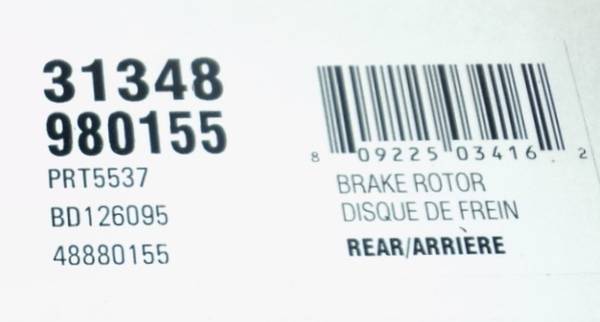 31348
980155
PRT5537
BD126095
48880155
8 09225 03416 2
BRAKE ROTOR
DISQUE DE FREIN
REAR/ARRIÈRE